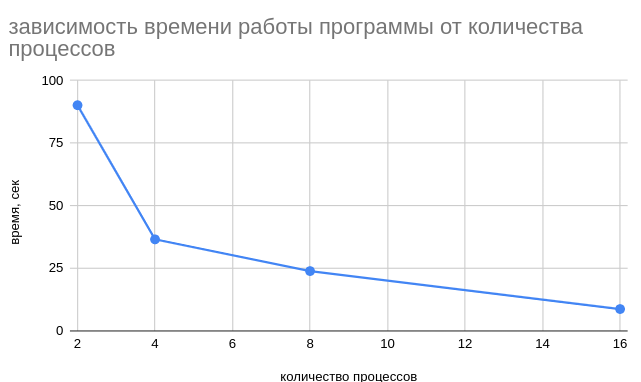 зависимость времени работы программы от количества
процессов
100
75
50
25
0
время, сек
2 4 6 8 10 12 14 16
количество процессов